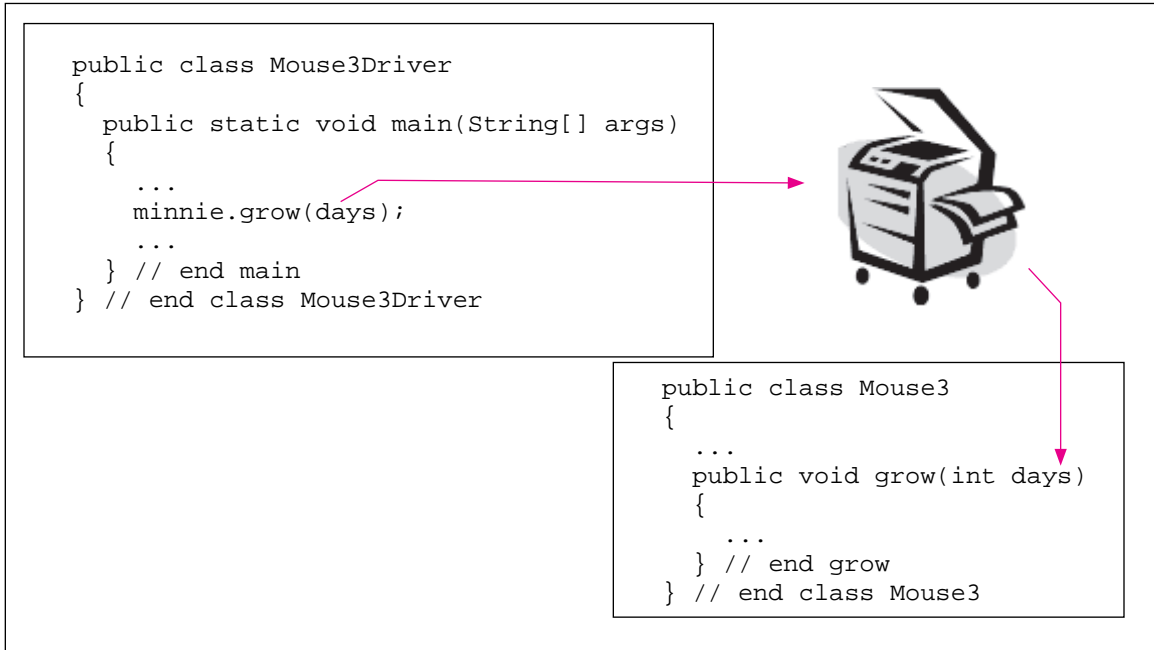 public class Mouse3Driver
{
public static void main(String[] args)
{
...
minnie.grow(days);
...
} // end main
} // end class Mouse3Driver
public class Mouse3
{
...
public void grow(int days)
{
...
} // end grow
} // end class Mouse3